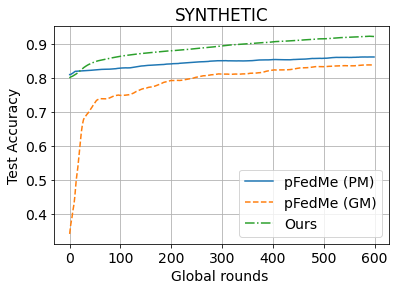 SYNTHETIC
Test Accuracy
0.9
0.8
0.7
0.6
0.5
0.4
pFedMe (PM)
pFedMe (GM)
Ours
0 100 200 300 400 500 600
Global rounds